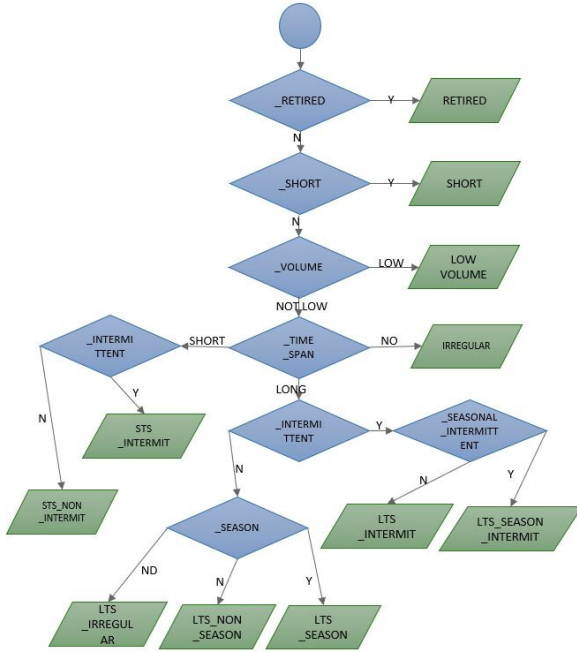 _RETIRED
Y
RETIRED
N
_SHORT
Y
SHORT
N
_VOLUME
LOW
LOW
VOLUME
NOT LOW
_INTERMI
TTENT
SHORT
_TIME
_SPAN
NO
IRREGULAR
LONG
Y
N
STS
_INTERMIT
_INTERMI
TTENT
Y
_SEASONAL
_INTERMITT
ENT
N
N
Y
STS_NON
_INTERMIT
LTS
_INTERMIT
LTS_SEASON
_INTERMIT
_SEASON
ND
N
Y
LTS
_IRREGUL
AR
LTS_NON
_SEASON
LTS
_SEASON